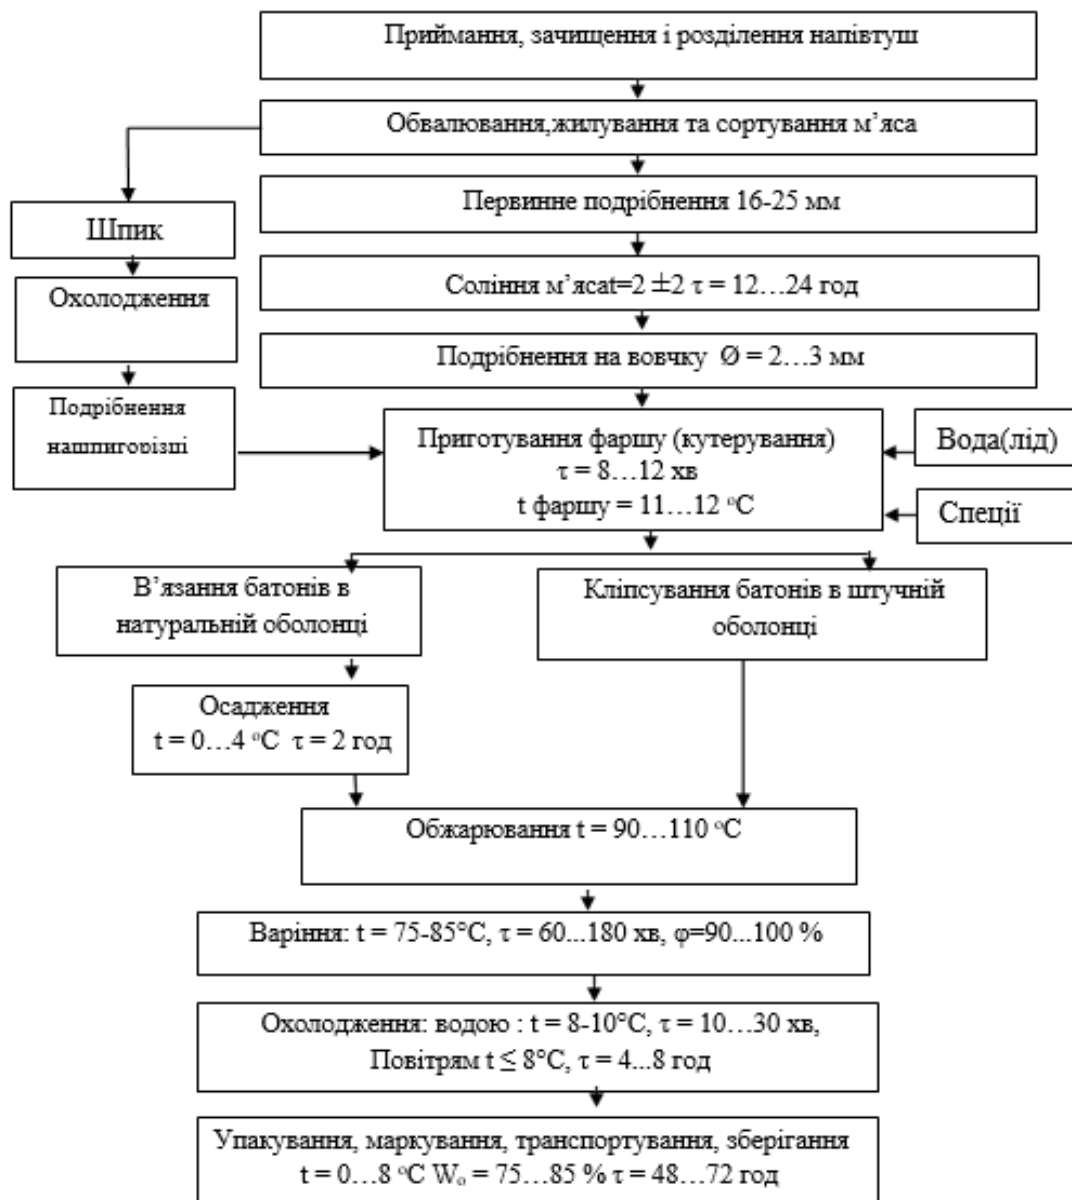 Приймання, зачищення і розділення напівтуш
Обвалювання,жилування та сортування м’яса
Первинне подрібнення 16-25 мм
Шпик
Охолодження
Соління м’ясаt=2 ±2 τ = 12…24 год
Подрібнення на вовчку Ø = 2…3 мм
Подрібнення
нашпигорізці
Приготування фаршу (кутерування)
τ = 8…12 хв
t фаршу = 11…12 °С
Вода(лід)
Спеції
В’язання батонів в
натуральній оболонці
Кліпсування батонів в штучній
оболонці
Осадження
t = 0…4 °С τ = 2 год
Обжарювання t = 90…110 °С
Варіння: t = 75-85°С, τ = 60...180 хв, φ=90...100 %
Охолодження: водою : t = 8-10°С, τ = 10…30 хв,
Повітрям t ≤ 8°С, τ = 4...8 год
Упакування, маркування, транспортування, зберігання
t = 0…8 °С Wₒ = 75…85 % τ = 48…72 год